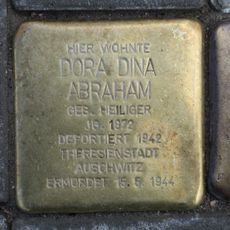 HIER WOHNTE
DORA DINA
ABRAHAM
GEB. HEILIGER
JG. 1872
DEPORTIERT 1942
THERESIENSTADT
AUSCHWITZ
ERMORDET 15.5.1944